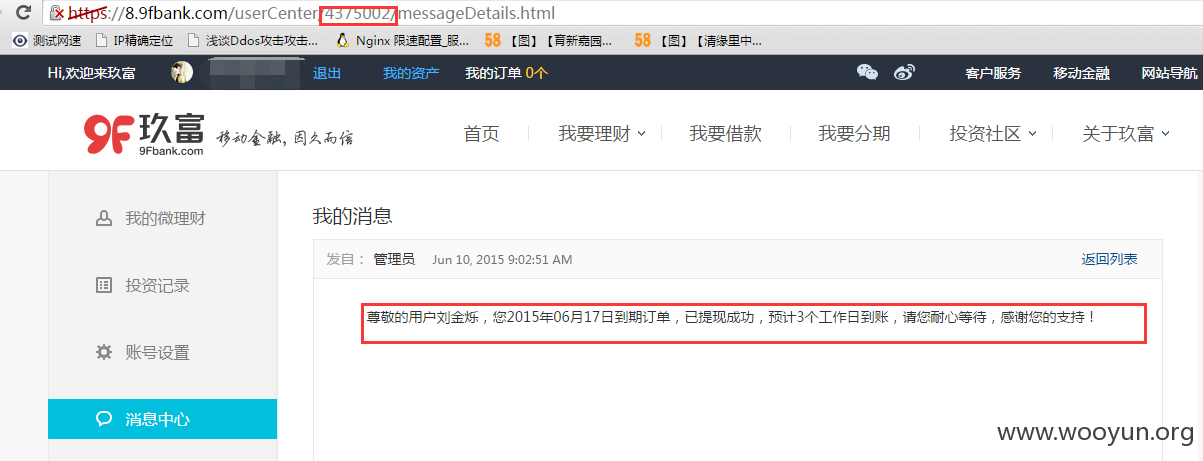 https://8.9fbank.com/userCenter/4375002/messageDetails.html
测试网速 IP精确定位 浅谈Ddos攻击攻击... Nginx 限速配置_服... 58 【图】【育新嘉园... 58 【图】【清缘里中...
Hi,欢迎来玖富 退出 我的资产 我的订单 0个 客户服务 移动金融 网站导航
9F 玖富 9Fbank.com 移动金融, 因久而信
首页 我要理财 我要借款 我要分期 投资社区 关于玖富
我的微理财
投资记录
账号设置
消息中心
我的消息
发自： 管理员 Jun 10, 2015 9:02:51 AM 返回列表
尊敬的用户刘金烁，您2015年06月17日到期订单，已提现成功，预计3个工作日到账，请您耐心等待，感谢您的支持！
www.wooyun.org